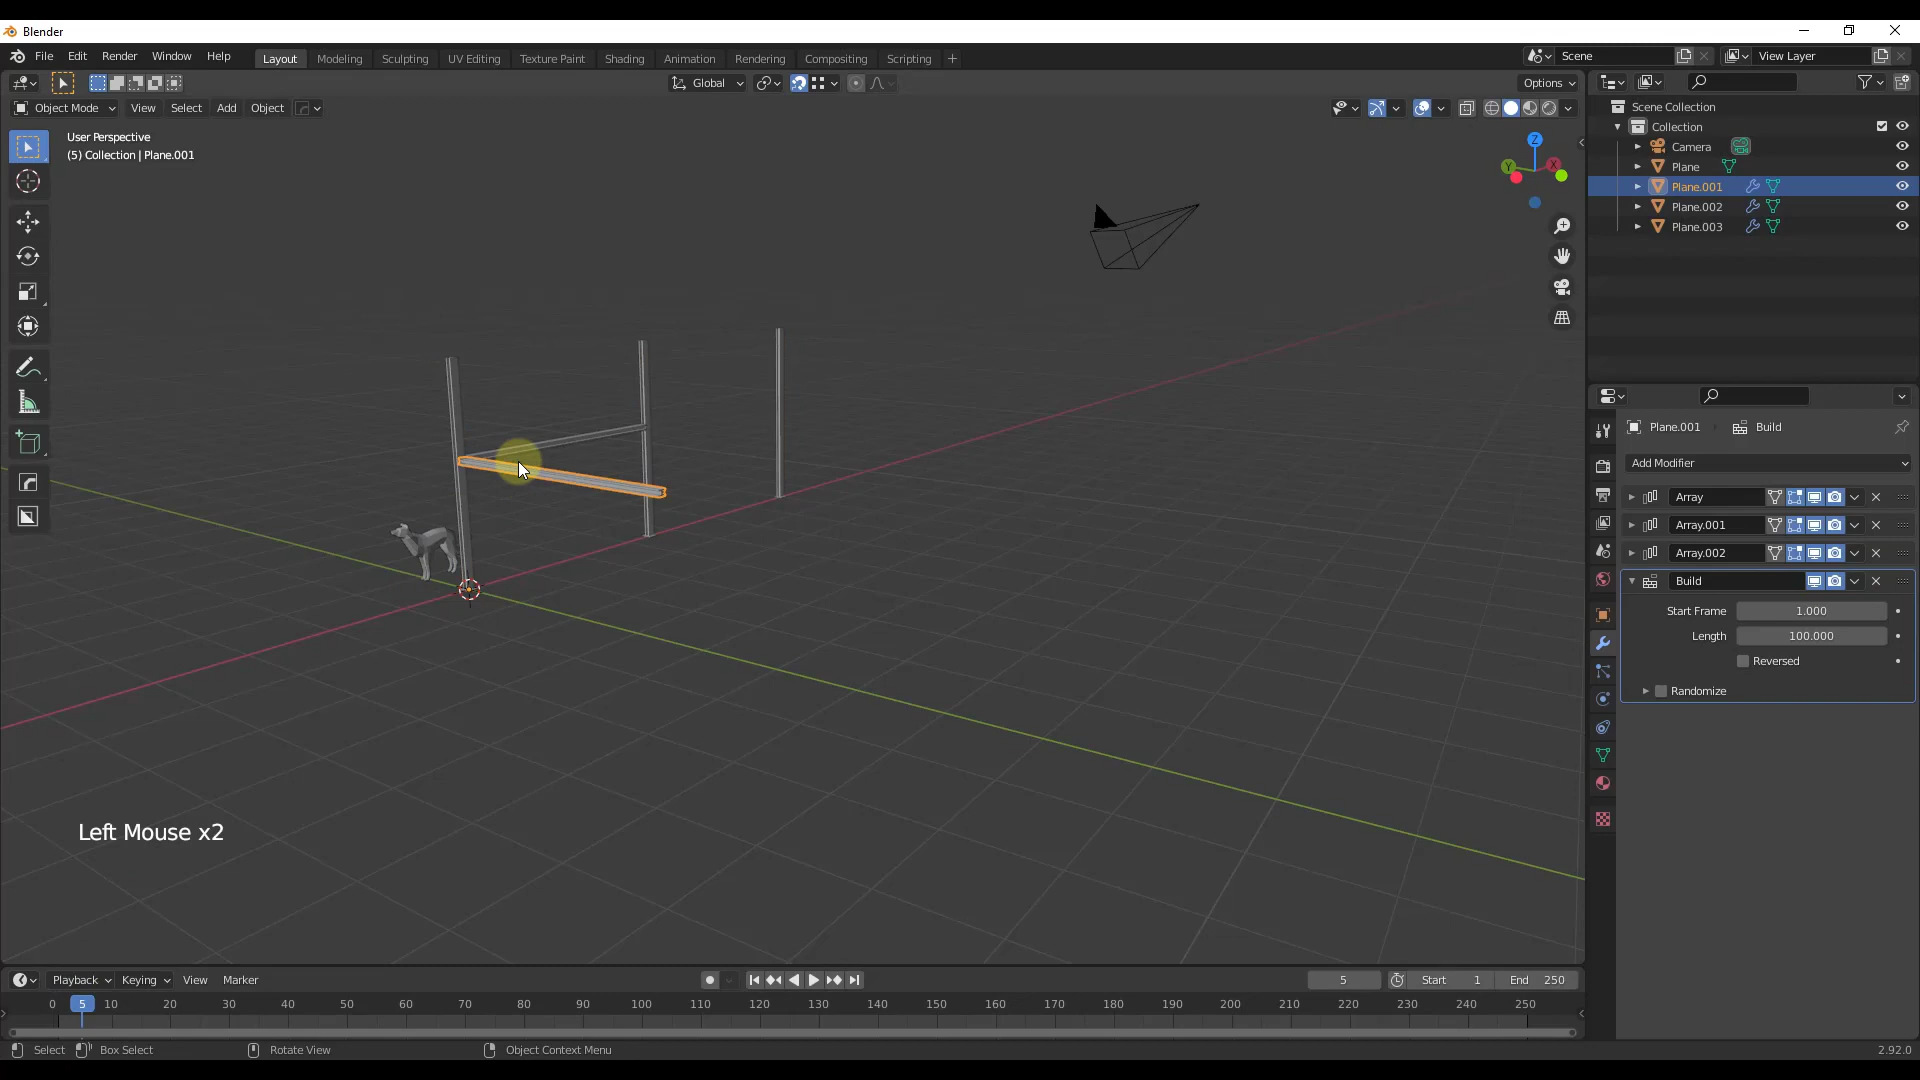 Blender
File Edit Render Window Help Layout Modeling Sculpting UV Editing Texture Paint Shading Animation Rendering Compositing Scripting + Scene View Layer
Global Options
Object Mode View Select Add Object
User Perspective
(5) Collection | Plane.001
Z
Y
X
Scene Collection
Collection
Camera
Plane
Plane.001
Plane.002
Plane.003
Plane.001 Build
Add Modifier
Array
Array.001
Array.002
Build
Start Frame 1.000
Length 100.000
Reversed
Randomize
Left Mouse x2
Playback Keying View Marker 5 Start 1 End 250
0 5 10 20 30 40 50 60 70 80 90 100 110 120 130 140 150 160 170 180 190 200 210 220 230 240 250
Select Box Select Rotate View Object Context Menu 2.92.0